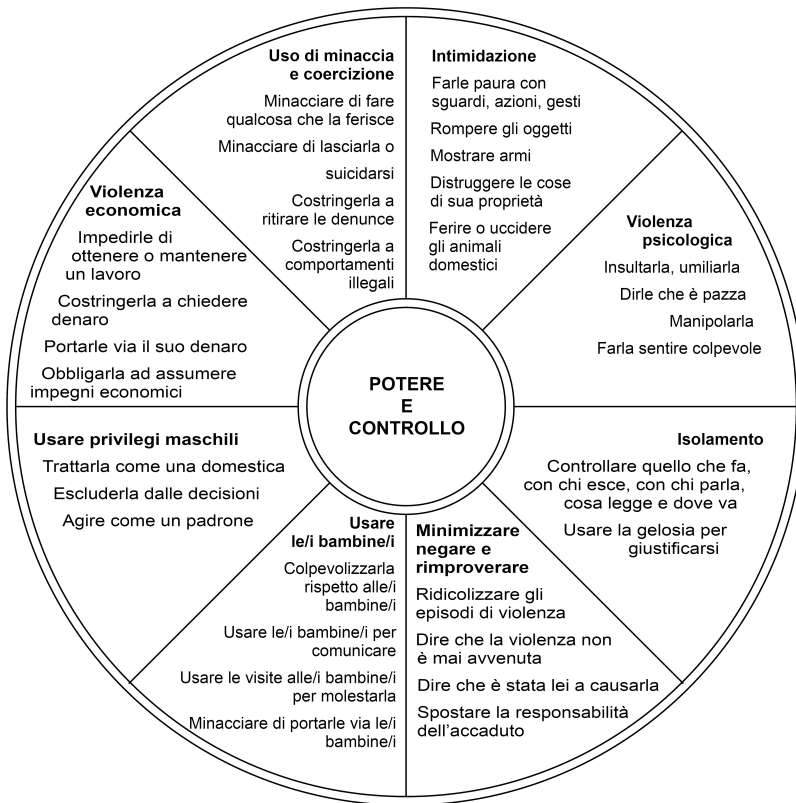 Uso di minaccia
e coercizione
Minacciare di fare
qualcosa che la ferisce
Minacciare di lasciarla o
suicidarsi
Costringerla a
ritirare le denunce
Costringerla a
comportamenti
illegali
Intimidazione
Farle paura con
sguardi, azioni, gesti
Rompere gli oggetti
Mostrare armi
Distruggere le cose
di sua proprietà
Ferire o uccidere
gli animali
domestici
Violenza
psicologica
Insultarla, umiliarla
Dirle che è pazza
Manipolarla
Farla sentire colpevole
Isolamento
Controllare quello che fa,
con chi esce, con chi parla,
cosa legge e dove va
Usare la gelosia per
giustificarsi
Minimizzare
negare e
rimproverare
Ridicolizzare gli
episodi di violenza
Dire che la violenza non
è mai avvenuta
Dire che è stata lei a causarla
Spostare la responsabilità
dell'accaduto
Usare
le/i bambine/i
Colpevolizzarla
rispetto alle/i
bambine/i
Usare le/i bambine/i per
comunicare
Usare le visite alle/i bambine/i
per molestarla
Minacciare di portarle via le/i
bambine/i
Usare privilegi maschili
Trattarla come una domestica
Escluderla dalle decisioni
Agire come un padrone
Violenza
economica
Impedirle di
ottenere o mantenere
un lavoro
Costringerla a chiedere
denaro
Portarle via il suo denaro
Obbligarla ad assumere
impegni economici
POTERE
E
CONTROLLO